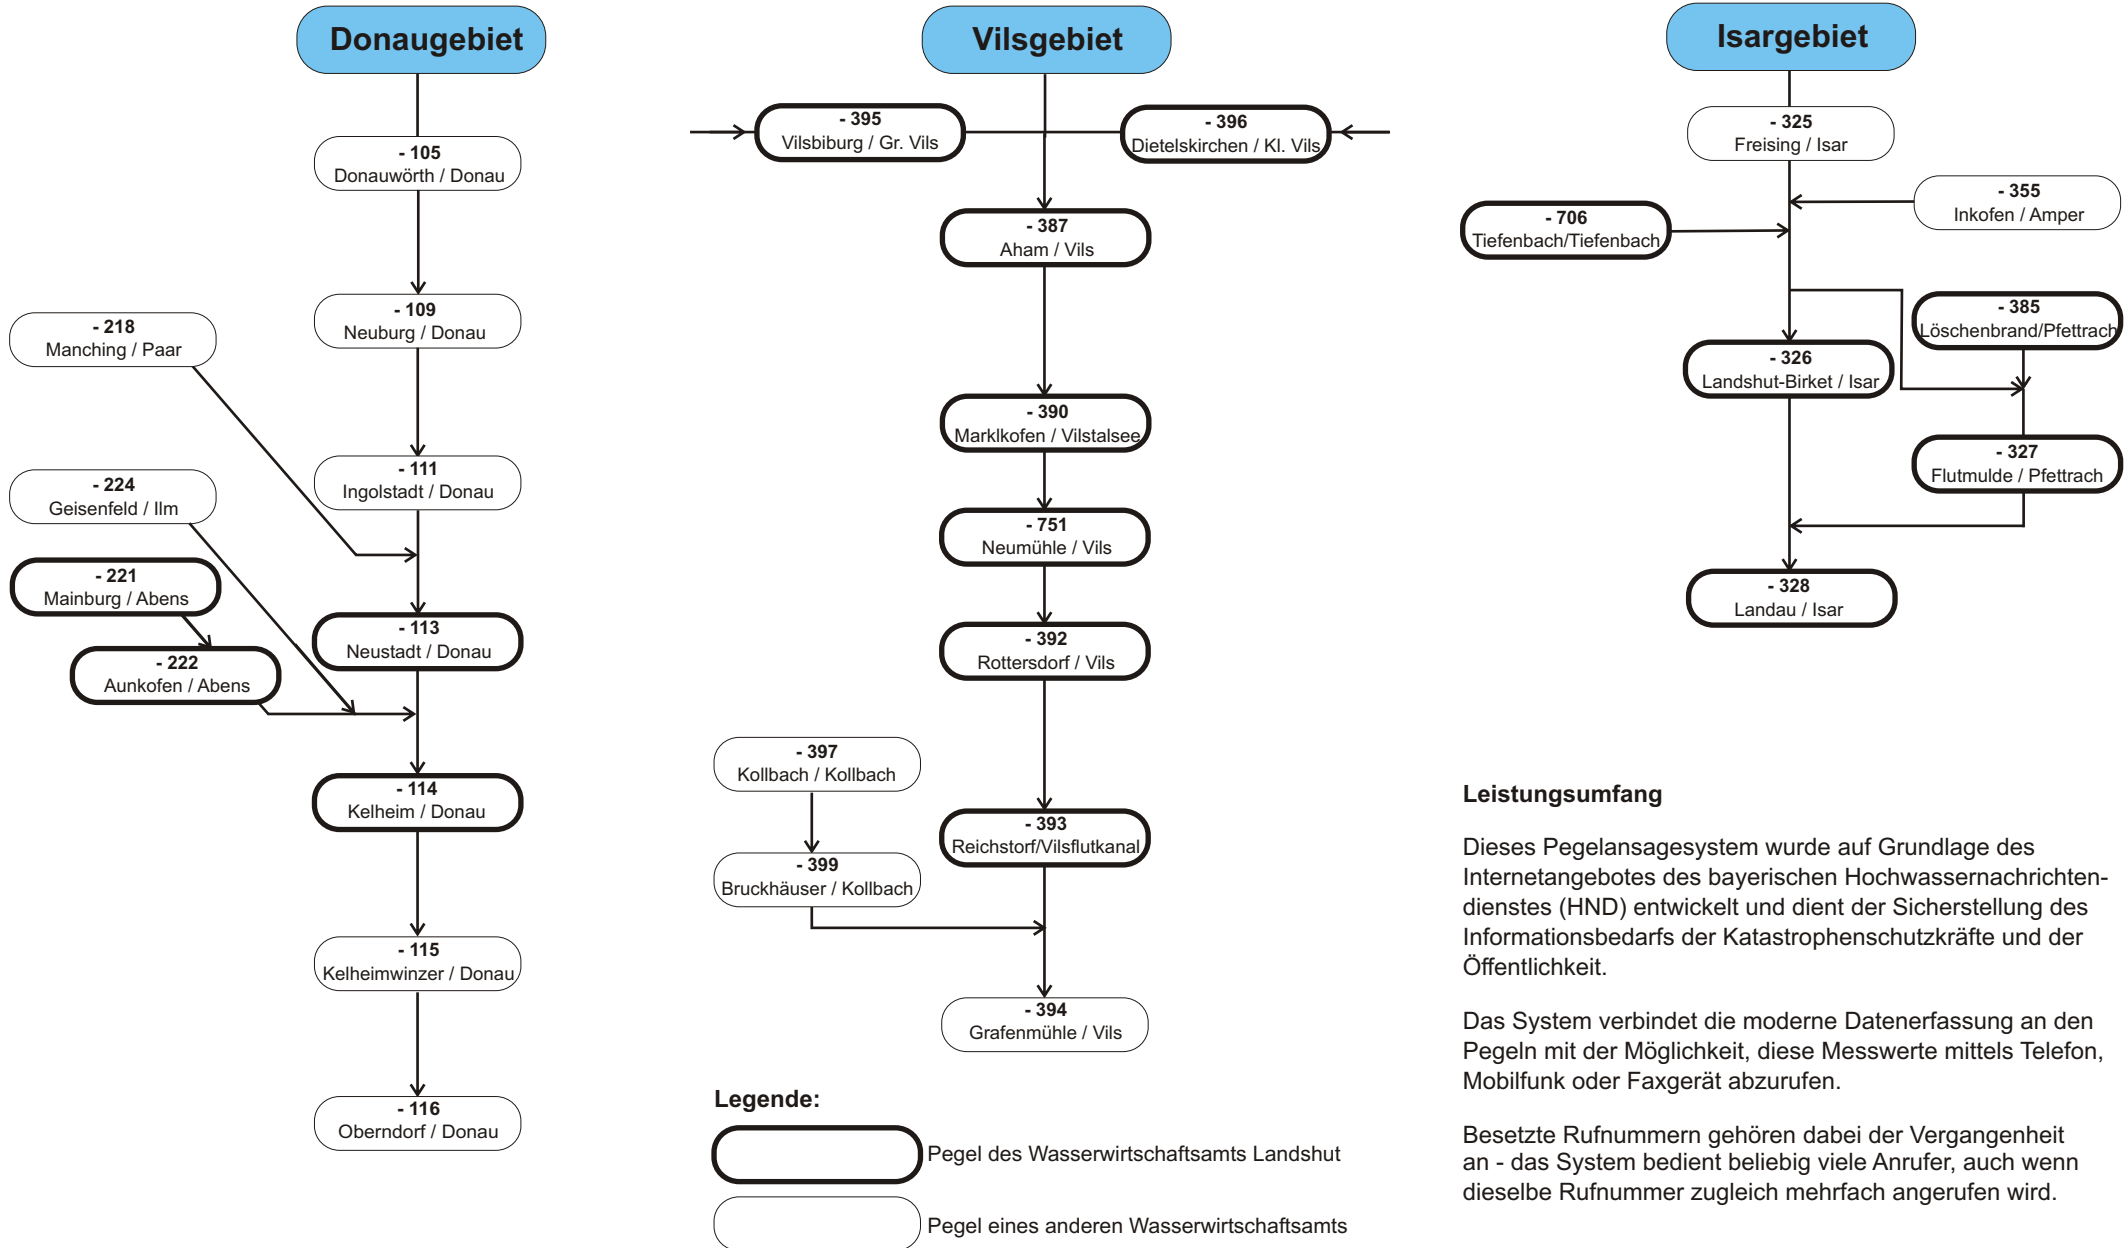 Donaugebiet
- 105
Donauwörth / Donau
- 109
Neuburg / Donau
- 218
Manching / Paar
- 111
Ingolstadt / Donau
- 224
Geisenfeld / Ilm
- 221
Mainburg / Abens
- 113
Neustadt / Donau
- 222
Aunkofen / Abens
- 114
Kelheim / Donau
- 115
Kelheimwinzer / Donau
- 116
Oberndorf / Donau
Vilsgebiet
- 395
Vilsbiburg / Gr. Vils
- 396
Dietelskirchen / Kl. Vils
- 387
Aham / Vils
- 390
Marklkofen / Vilstalsee
- 751
Neumühle / Vils
- 392
Rottersdorf / Vils
- 397
Kollbach / Kollbach
- 393
Reichstorf/Vilsflutkanal
- 399
Bruckhäuser / Kollbach
- 394
Grafenmühle / Vils
Legende:
Pegel des Wasserwirtschaftsamts Landshut
Pegel eines anderen Wasserwirtschaftsamts
Isargebiet
- 325
Freising / Isar
- 355
Inkofen / Amper
- 706
Tiefenbach/Tiefenbach
- 385
Löschenbrand/Pfettrach
- 326
Landshut-Birket / Isar
- 327
Flutmulde / Pfettrach
- 328
Landau / Isar
Leistungsumfang
Dieses Pegelansagesystem wurde auf Grundlage des
Internetangebotes des bayerischen Hochwassernachrichten-
dienstes (HND) entwickelt und dient der Sicherstellung des
Informationsbedarfs der Katastrophenschutzkräfte und der
Öffentlichkeit.
Das System verbindet die moderne Datenerfassung an den
Pegeln mit der Möglichkeit, diese Messwerte mittels Telefon,
Mobilfunk oder Faxgerät abzurufen.
Besetzte Rufnummern gehören dabei der Vergangenheit
an - das System bedient beliebig viele Anrufer, auch wenn
dieselbe Rufnummer zugleich mehrfach angerufen wird.